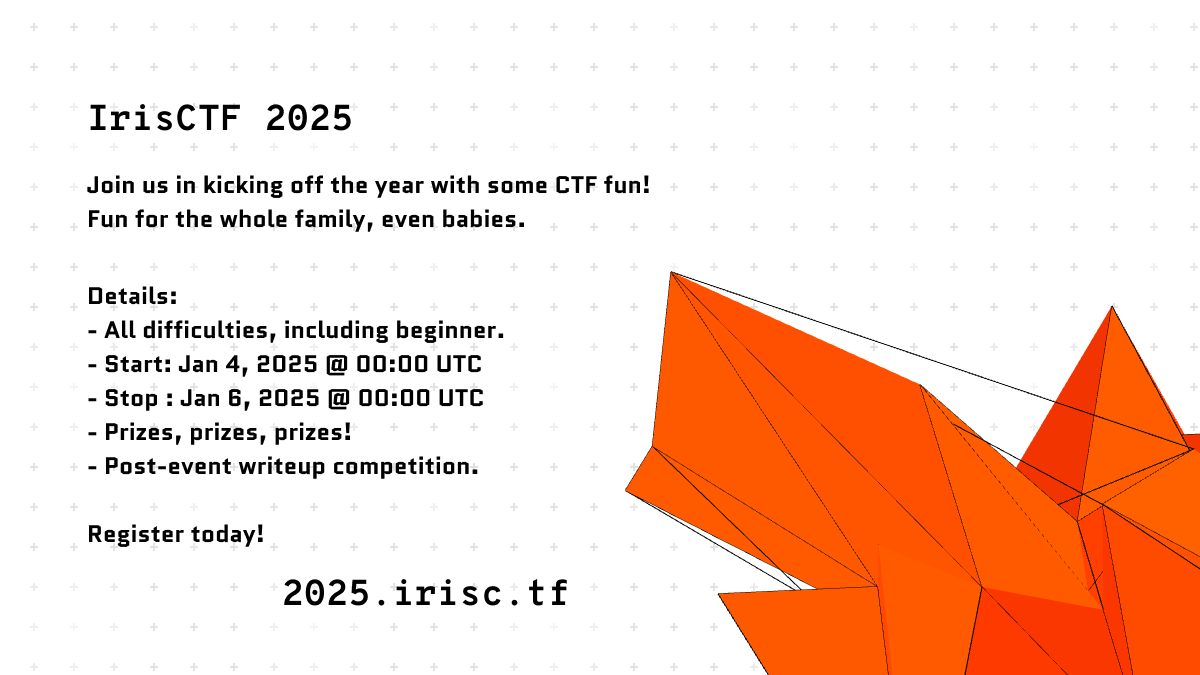 IrisCTF 2025
Join us in kicking off the year with some CTF fun!
Fun for the whole family, even babies.
Details:
- All difficulties, including beginner.
- Start: Jan 4, 2025 @ 00:00 UTC
- Stop : Jan 6, 2025 @ 00:00 UTC
- Prizes, prizes, prizes!
- Post-event writeup competition.
Register today!
2025.irisc.tf